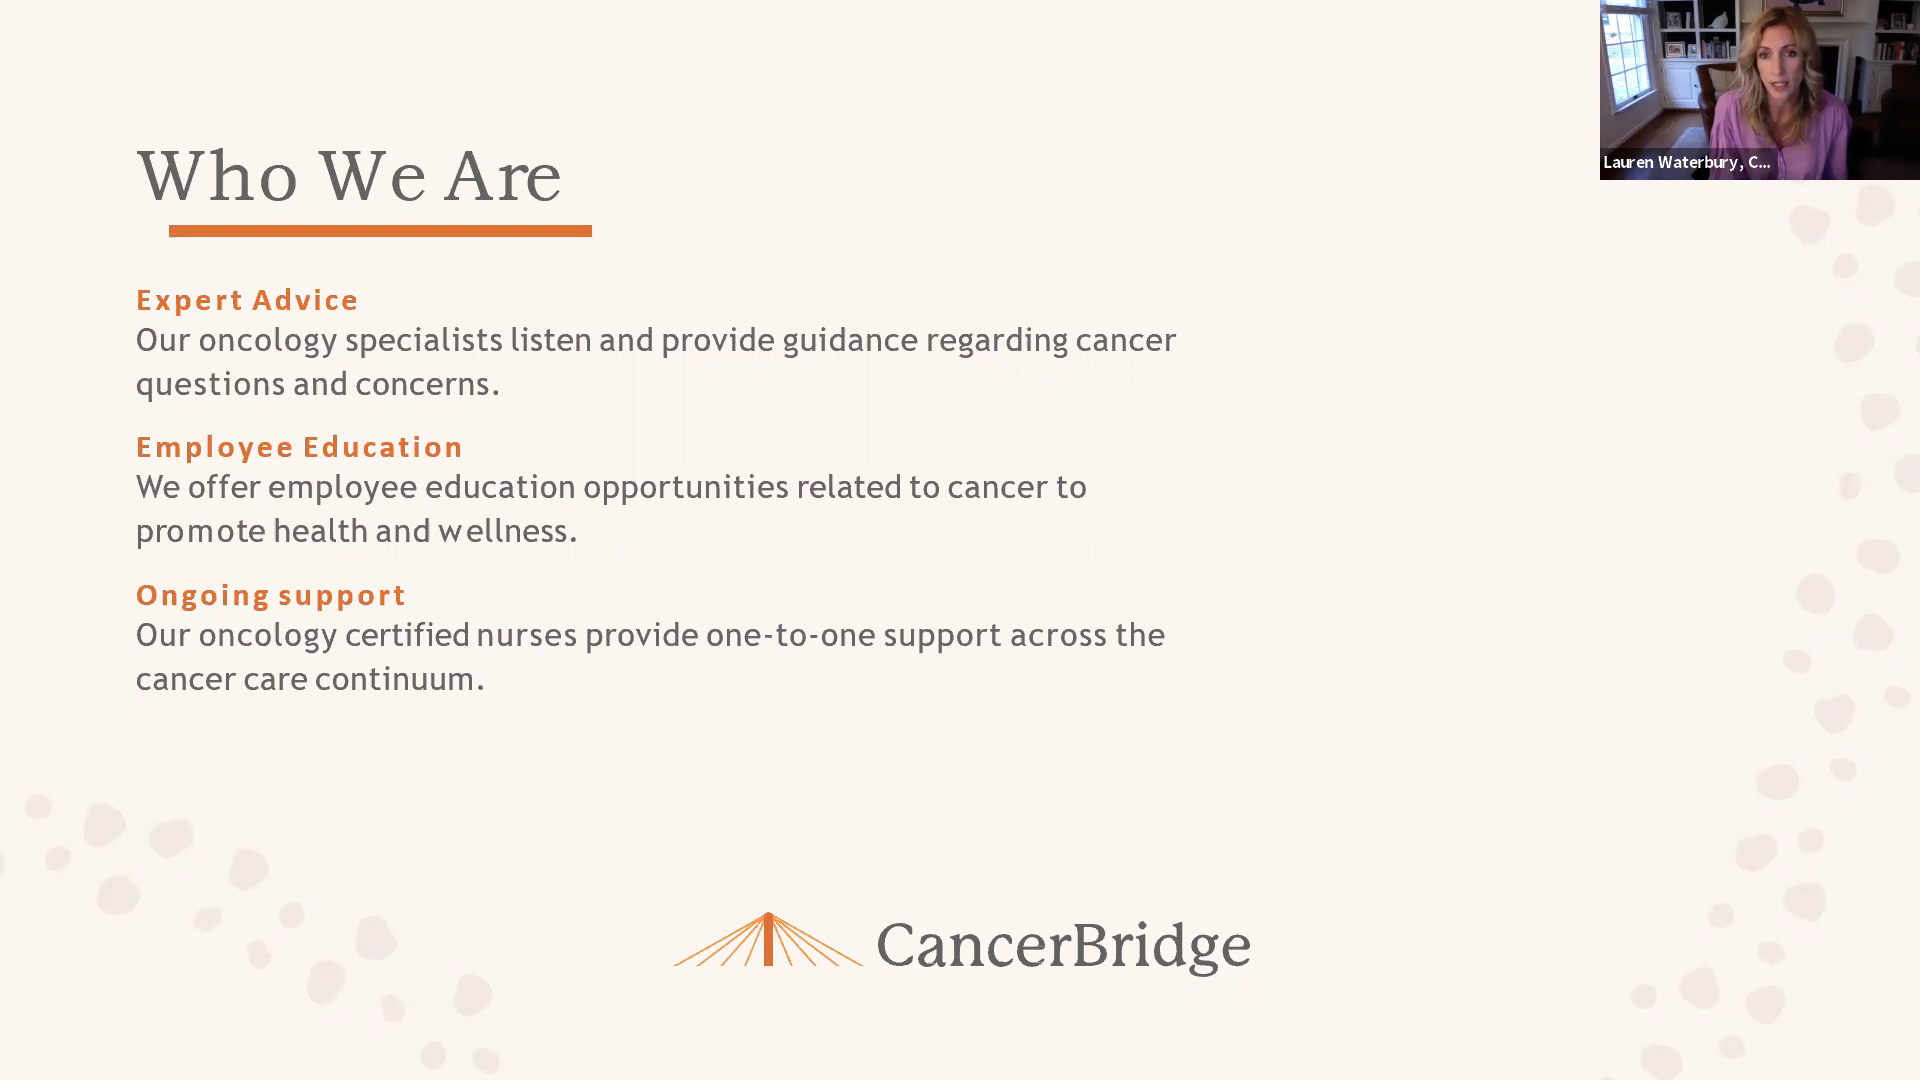 Lauren Waterbury, C...
Who We Are
Expert Advice
Our oncology specialists listen and provide guidance regarding cancer
questions and concerns.
Employee Education
We offer employee education opportunities related to cancer to
promote health and wellness.
Ongoing support
Our oncology certified nurses provide one-to-one support across the
cancer care continuum.
CancerBridge